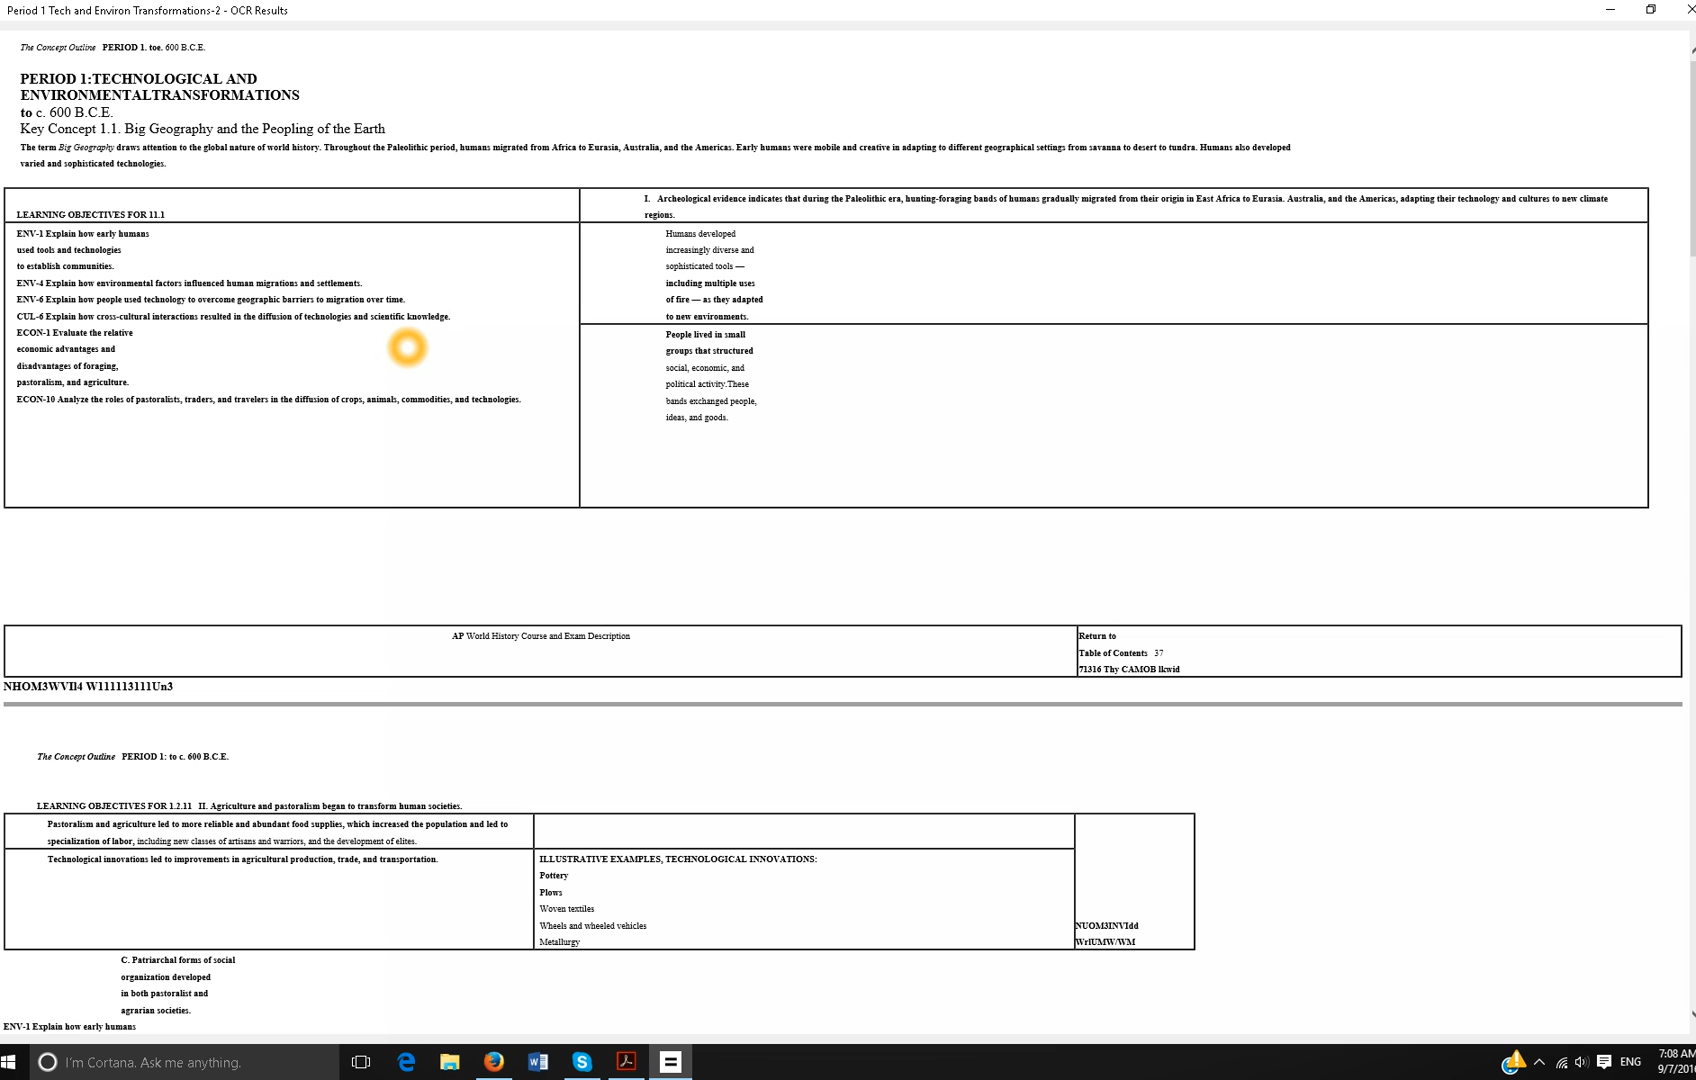 Period 1 Tech and Environ Transformations-2 - OCR Results
The Concept Outline PERIOD 1. toe. 600 B.C.E.
PERIOD 1:TECHNOLOGICAL AND
ENVIRONMENTALTRANSFORMATIONS
to c. 600 B.C.E.
Key Concept 1.1. Big Geography and the Peopling of the Earth
The term Big Geography draws attention to the global nature of world history. Throughout the Paleolithic period, humans migrated from Africa to Eurasia, Australia, and the Americas. Early humans were mobile and creative in adapting to different geographical settings from savanna to desert to tundra. Humans also developed
varied and sophisticated technologies.
LEARNING OBJECTIVES FOR 11.1
I. Archeological evidence indicates that during the Paleolithic era, hunting-foraging bands of humans gradually migrated from their origin in East Africa to Eurasia. Australia, and the Americas, adapting their technology and cultures to new climate
regions.
ENV-1 Explain how early humans
used tools and technologies
to establish communities.
ENV-4 Explain how environmental factors influenced human migrations and settlements.
ENV-6 Explain how people used technology to overcome geographic barriers to migration over time.
CUL-6 Explain how cross-cultural interactions resulted in the diffusion of technologies and scientific knowledge.
ECON-1 Evaluate the relative
economic advantages and
disadvantages of foraging,
pastoralism, and agriculture.
ECON-10 Analyze the roles of pastoralists, traders, and travelers in the diffusion of crops, animals, commodities, and technologies.
Humans developed
increasingly diverse and
sophisticated tools —
including multiple uses
of fire — as they adapted
to new environments.
People lived in small
groups that structured
social, economic, and
political activity.These
bands exchanged people,
ideas, and goods.
AP World History Course and Exam Description
Return to
Table of Contents 37
71316 Thy CAMOB lkwid
NHOM3WVIl4 W111113111Un3
The Concept Outline PERIOD 1: to c. 600 B.C.E.
LEARNING OBJECTIVES FOR 1.2.11 II. Agriculture and pastoralism began to transform human societies.
Pastoralism and agriculture led to more reliable and abundant food supplies, which increased the population and led to
specialization of labor, including new classes of artisans and warriors, and the development of elites.
Technological innovations led to improvements in agricultural production, trade, and transportation.
ILLUSTRATIVE EXAMPLES, TECHNOLOGICAL INNOVATIONS:
Pottery
Plows
Woven textiles
Wheels and wheeled vehicles
Metallurgy
NUOM3INVIdd
WrlUMW/WM
C. Patriarchal forms of social
organization developed
in both pastoralist and
agrarian societies.
ENV-1 Explain how early humans
I'm Cortana. Ask me anything.
ENG
7:08 AM